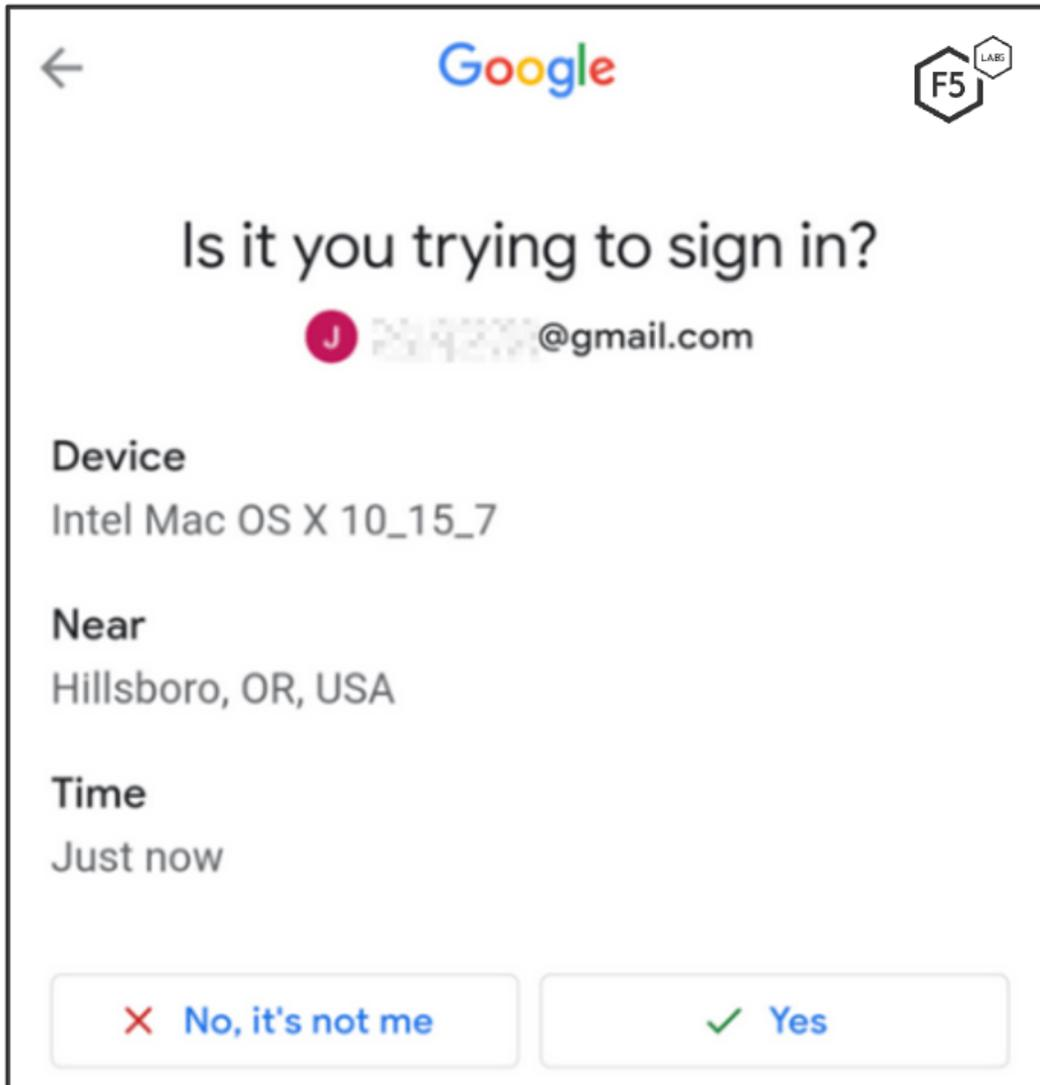 Google
F5
LABS
Is it you trying to sign in?
J @gmail.com
Device
Intel Mac OS X 10_15_7
Near
Hillsboro, OR, USA
Time
Just now
No, it's not me
Yes